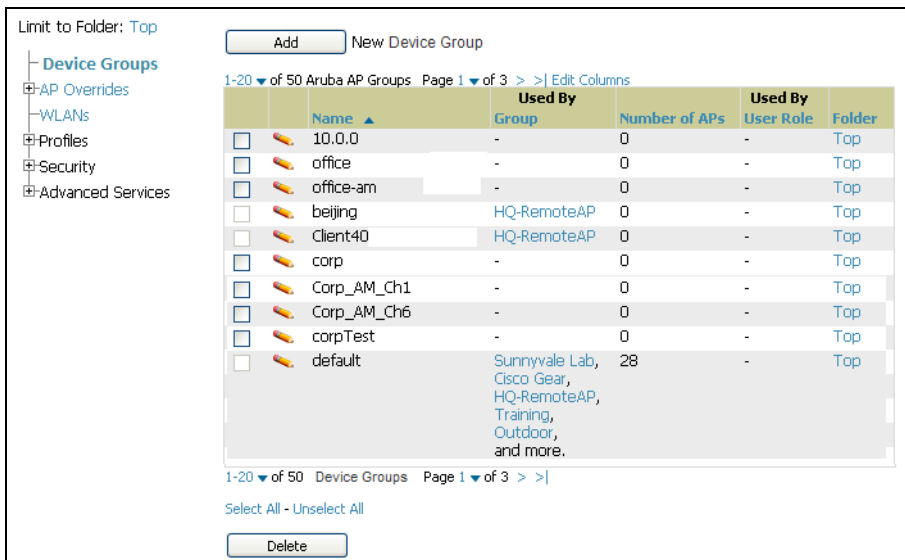 Limit to Folder: Top
Device Groups
AP Overrides
WLANs
Profiles
Security
Advanced Services
Add New Device Group
1-20 of 50 Aruba AP Groups Page 1 of 3 > >| Edit Columns
Used By Used By
Name Group Number of APs User Role Folder
10.0.0 - 0 - Top
office - 0 - Top
office-am - 0 - Top
beijing HQ-RemoteAP 0 - Top
Client40 HQ-RemoteAP 0 - Top
corp - 0 - Top
Corp_AM_Ch1 - 0 - Top
Corp_AM_Ch6 - 0 - Top
corpTest - 0 - Top
default Sunnyvale Lab, 28 - Top
Cisco Gear,
HQ-RemoteAP,
Training,
Outdoor,
and more.
1-20 of 50 Device Groups Page 1 of 3 > >|
Select All - Unselect All
Delete